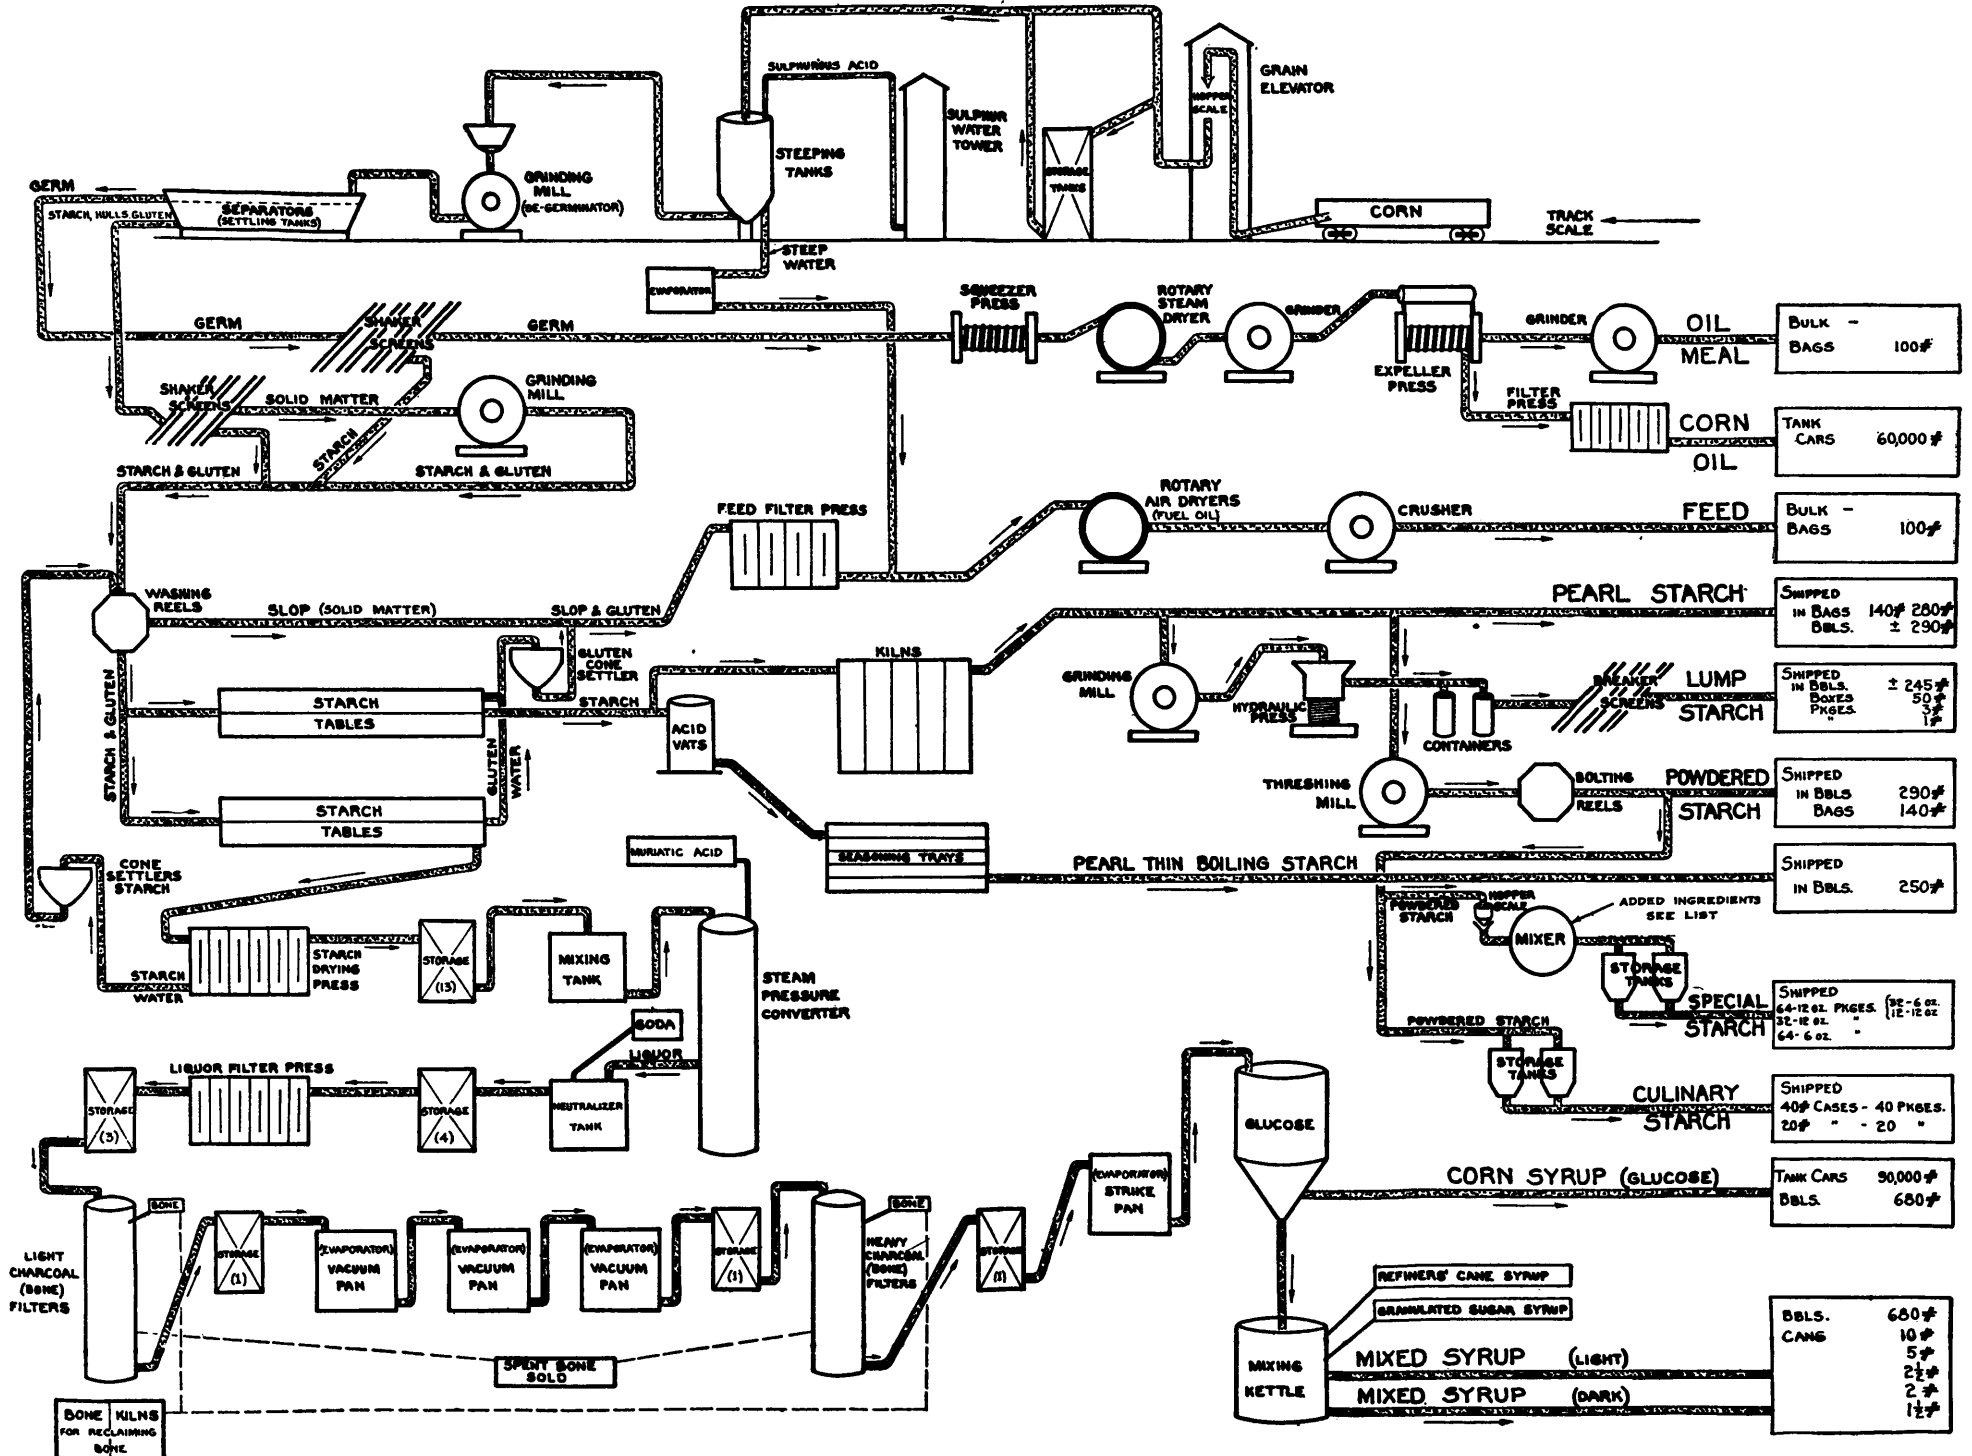 SULPHUROUS ACID
GRAIN
ELEVATOR
HOPPER
SCALE
SULPHUR
WATER
TOWER
STEEPING
TANKS
STORAGE
TANKS
GRINDING
MILL
(DE-GERMINATOR)
GERM
STARCH, HULLS, GLUTEN
SEPARATORS
(SETTLING TANKS)
CORN
TRACK
SCALE
STEEP
WATER
EVAPORATOR
SQUEEZER
PRESS
ROTARY
STEAM
DRYER
GRINDER
EXPELLER
PRESS
GRINDER
OIL
MEAL
BULK -
BAGS 100#
GERM
SHAKER
SCREENS
GERM
SHAKER
SCREENS
SOLID MATTER
GRINDING
MILL
STARCH
FILTER
PRESS
CORN
OIL
TANK
CARS 60,000#
STARCH & GLUTEN
STARCH & GLUTEN
FEED FILTER PRESS
ROTARY
AIR DRYERS
(FUEL OIL)
CRUSHER
FEED
BULK -
BAGS 100#
WASHING
REELS
SLOP (SOLID MATTER)
SLOP & GLUTEN
PEARL STARCH
SHIPPED
IN BAGS 140# 280#
BBLS. ± 290#
GLUTEN
CONE
SETTLER
KILNS
STARCH & GLUTEN
STARCH
TABLES
STARCH
ACID
VATS
GRINDING
MILL
HYDRAULIC
PRESS
CONTAINERS
BREAKER
SCREENS
LUMP
STARCH
SHIPPED
IN BBLS. ± 245#
BOXES 50#
PKGES. 3#
" 1#
GLUTEN
WATER
STARCH
TABLES
THRESHING
MILL
BOLTING
REELS
POWDERED
STARCH
SHIPPED
IN BBLS 290#
BAGS 140#
CONE
SETTLERS
STARCH
MURIATIC ACID
SEASONING TRAYS
PEARL THIN BOILING STARCH
SHIPPED
IN BBLS. 250#
STARCH
WATER
STARCH
DRYING
PRESS
STORAGE
(13)
MIXING
TANK
STEAM
PRESSURE
CONVERTER
POWDERED
STARCH
HOPPER
SCALE
MIXER
ADDED INGREDIENTS
SEE LIST
STORAGE
TANKS
SPECIAL
STARCH
SHIPPED
64-12 OZ. PKGES. {32-6 OZ.
12-12 OZ
32-12 OZ. "
64-6 OZ. "
SODA
LIQUOR
POWDERED STARCH
STORAGE
TANKS
CULINARY
STARCH
SHIPPED
40# CASES - 40 PKGES.
20# " - 20 "
LIQUOR FILTER PRESS
STORAGE
(3)
STORAGE
(4)
NEUTRALIZER
TANK
GLUCOSE
CORN SYRUP (GLUCOSE)
TANK CARS 90,000#
BBLS. 680#
LIGHT
CHARCOAL
(BONE)
FILTERS
BONE
STORAGE
(1)
(EVAPORATOR)
VACUUM
PAN
(EVAPORATOR)
VACUUM
PAN
(EVAPORATOR)
VACUUM
PAN
STORAGE
(1)
BONE
HEAVY
CHARCOAL
(BONE)
FILTERS
STORAGE
(1)
(EVAPORATOR)
STRIKE
PAN
REFINERS' CANE SYRUP
GRANULATED SUGAR SYRUP
SPENT BONE
SOLD
MIXING
KETTLE
MIXED SYRUP (LIGHT)
MIXED SYRUP (DARK)
BBLS. 680#
CANS 10#
5#
2½#
2#
1½#
BONE KILNS
FOR RECLAIMING
BONE